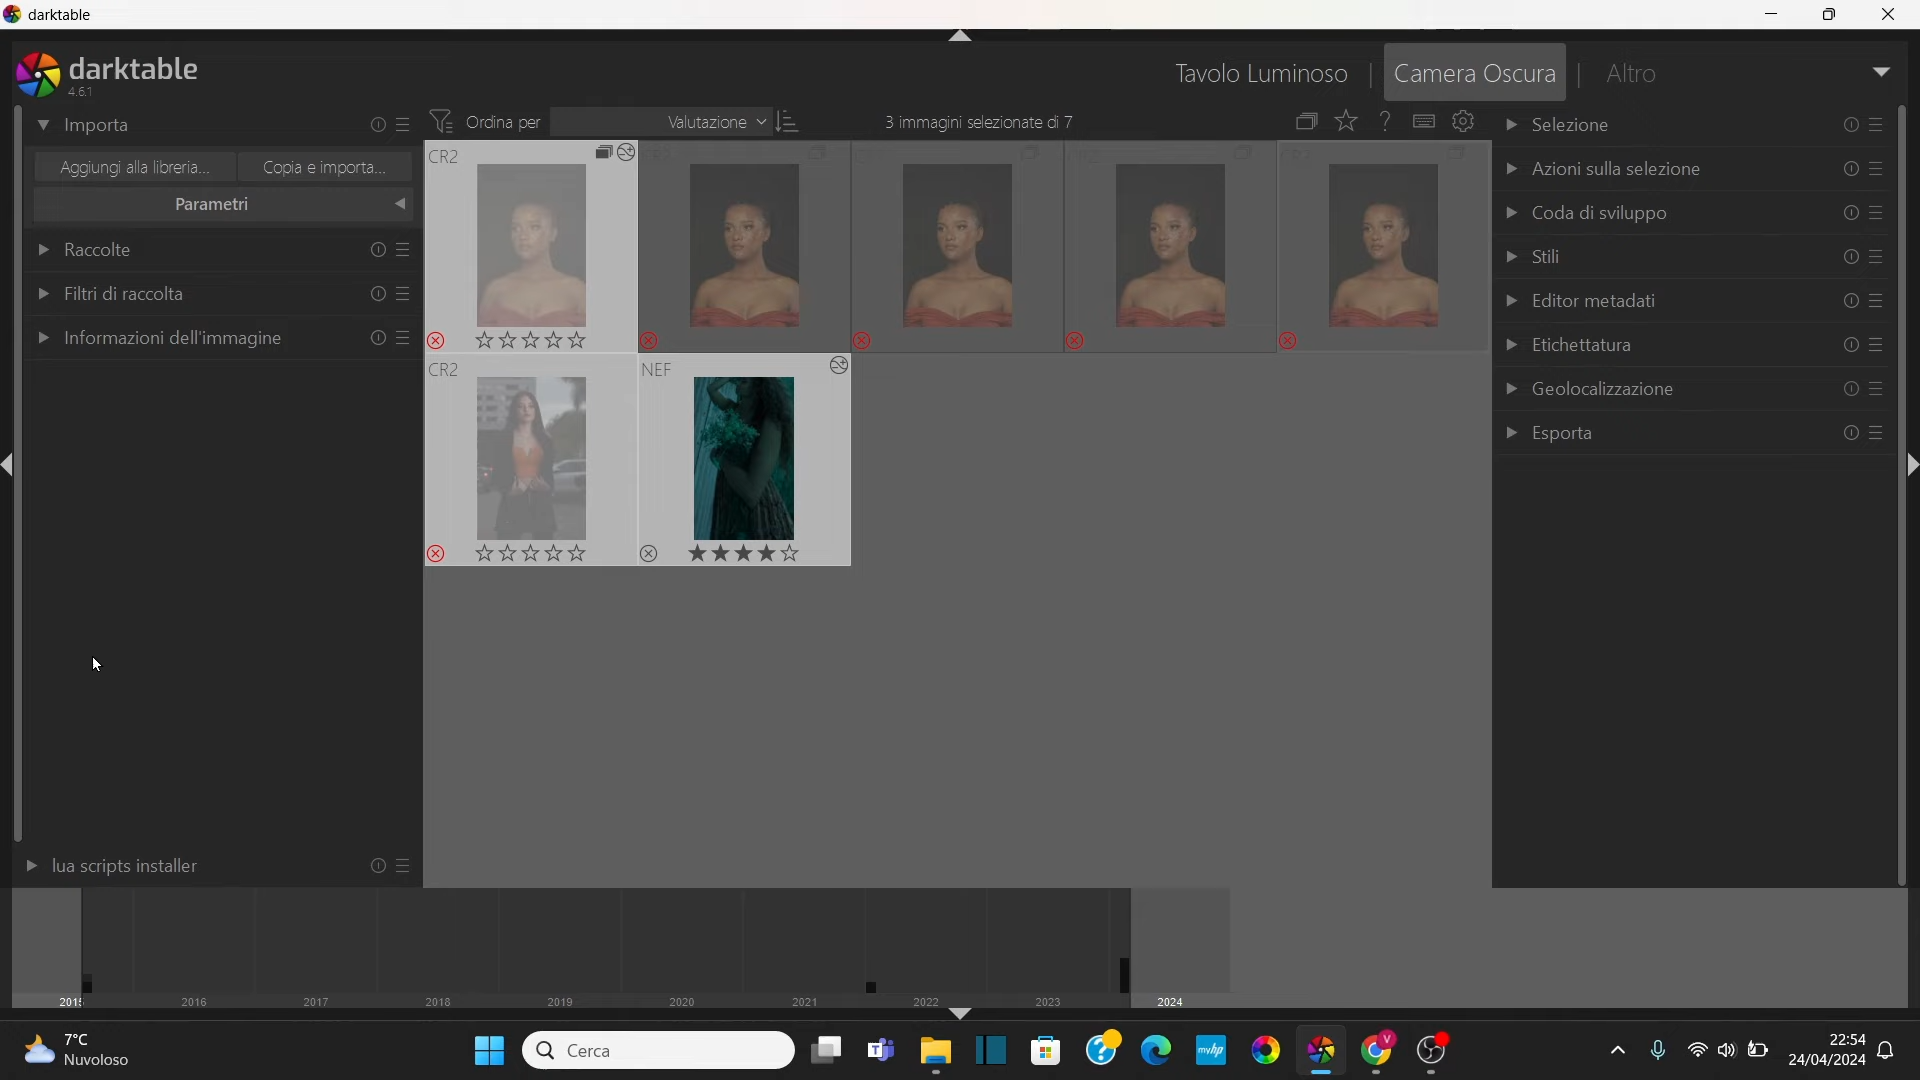 darktable
darktable
4.6.1
Tavolo Luminoso | Camera Oscura | Altro
Importa
Aggiungi alla libreria...
Copia e importa...
Parametri
Raccolte
Filtri di raccolta
Informazioni dell'immagine
lua scripts installer
Ordina per
Valutazione
3 immagini selezionate di 7
CR2
CR2
NEF
Selezione
Azioni sulla selezione
Coda di sviluppo
Stili
Editor metadati
Etichettatura
Geolocalizzazione
Esporta
2015 2016 2017 2018 2019 2020 2021 2022 2023 2024
7°C
Nuvoloso
Cerca
myhp
V
22:54
24/04/2024